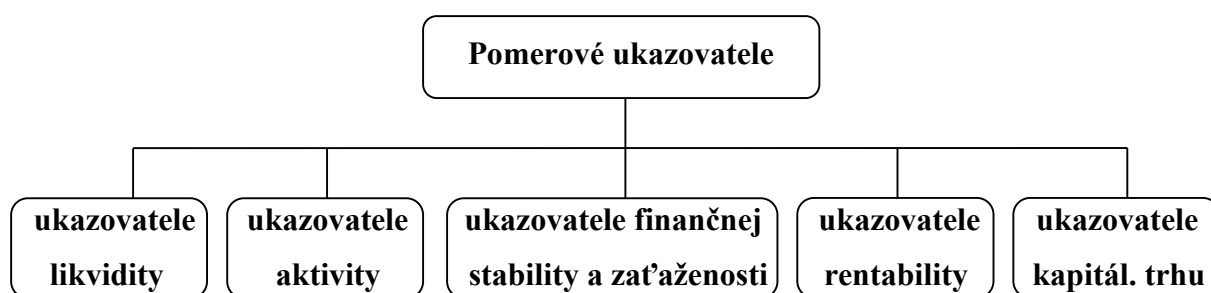 Pomerové ukazovatele
ukazovatele
likvidity
ukazovatele
aktivity
ukazovatele finančnej
stability a zaťaženosti
ukazovatele
rentability
ukazovatele
kapitál. trhu